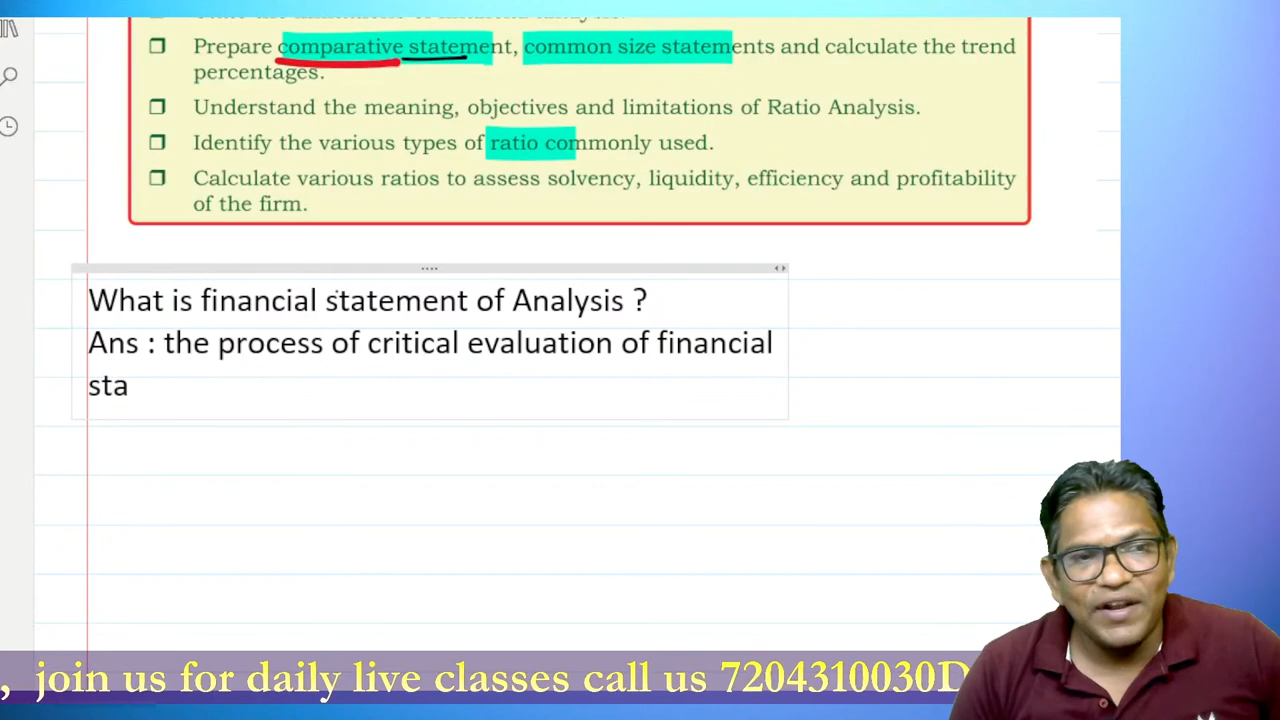 Prepare comparative statement, common size statements and calculate the trend
percentages.
Understand the meaning, objectives and limitations of Ratio Analysis.
Identify the various types of ratio commonly used.
Calculate various ratios to assess solvency, liquidity, efficiency and profitability
of the firm.
What is financial statement of Analysis ?
Ans : the process of critical evaluation of financial
sta
, join us for daily live classes call us 7204310030D